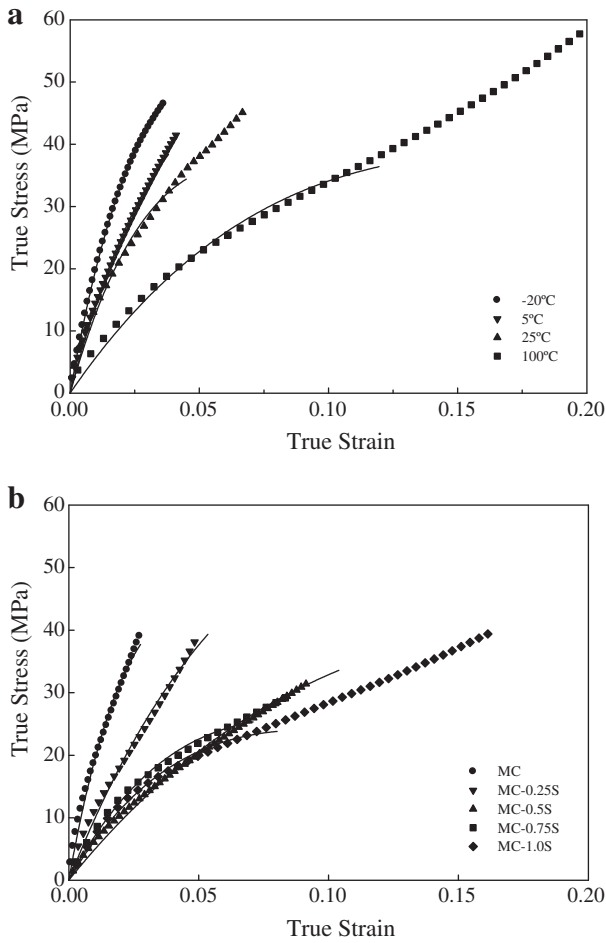 a
60
50
40
30
20
10
0
True Stress (MPa)
-20ºC
5ºC
25ºC
100ºC
0.00 0.05 0.10 0.15 0.20
True Strain
b
60
50
40
30
20
10
0
True Stress (MPa)
MC
MC-0.25S
MC-0.5S
MC-0.75S
MC-1.0S
0.00 0.05 0.10 0.15 0.20
True Strain